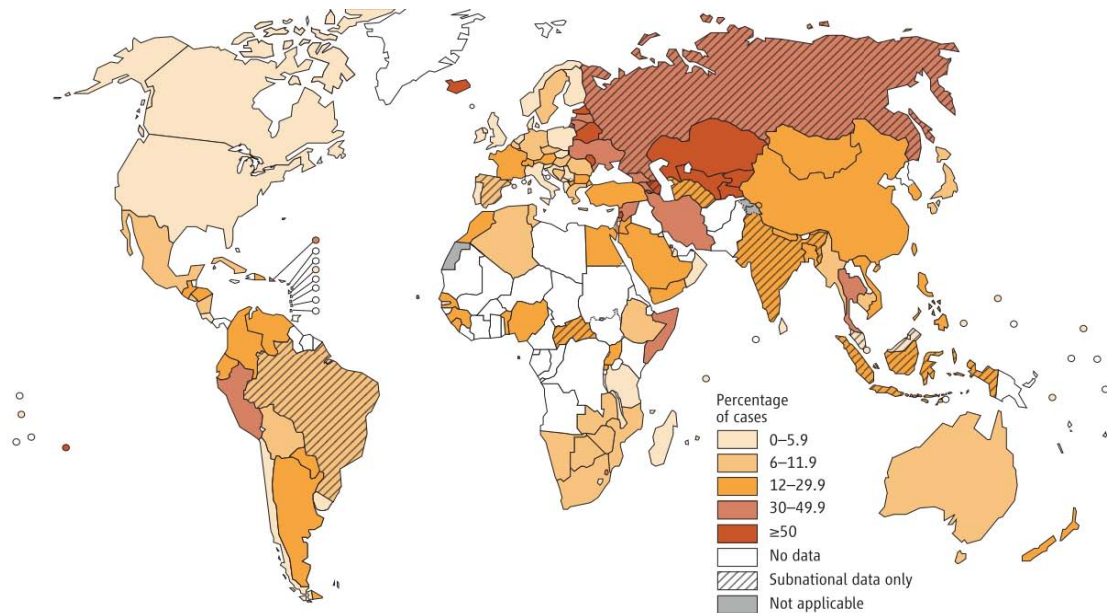 Percentage
of cases
0–5.9
6–11.9
12–29.9
30–49.9
≥50
No data
Subnational data only
Not applicable